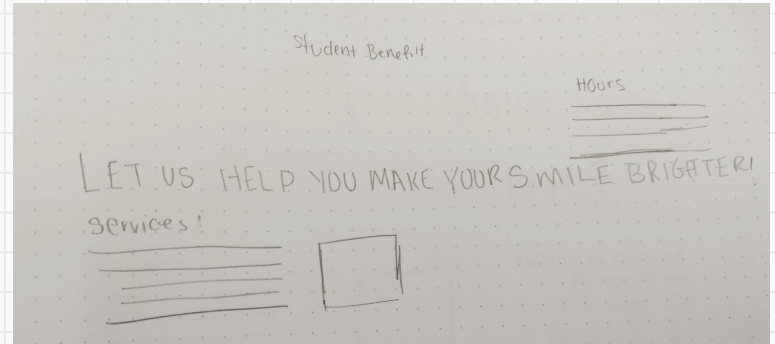 Student Benefit
Hours
LET US HELP YOU MAKE YOUR SMILE BRIGHTER!
Services!